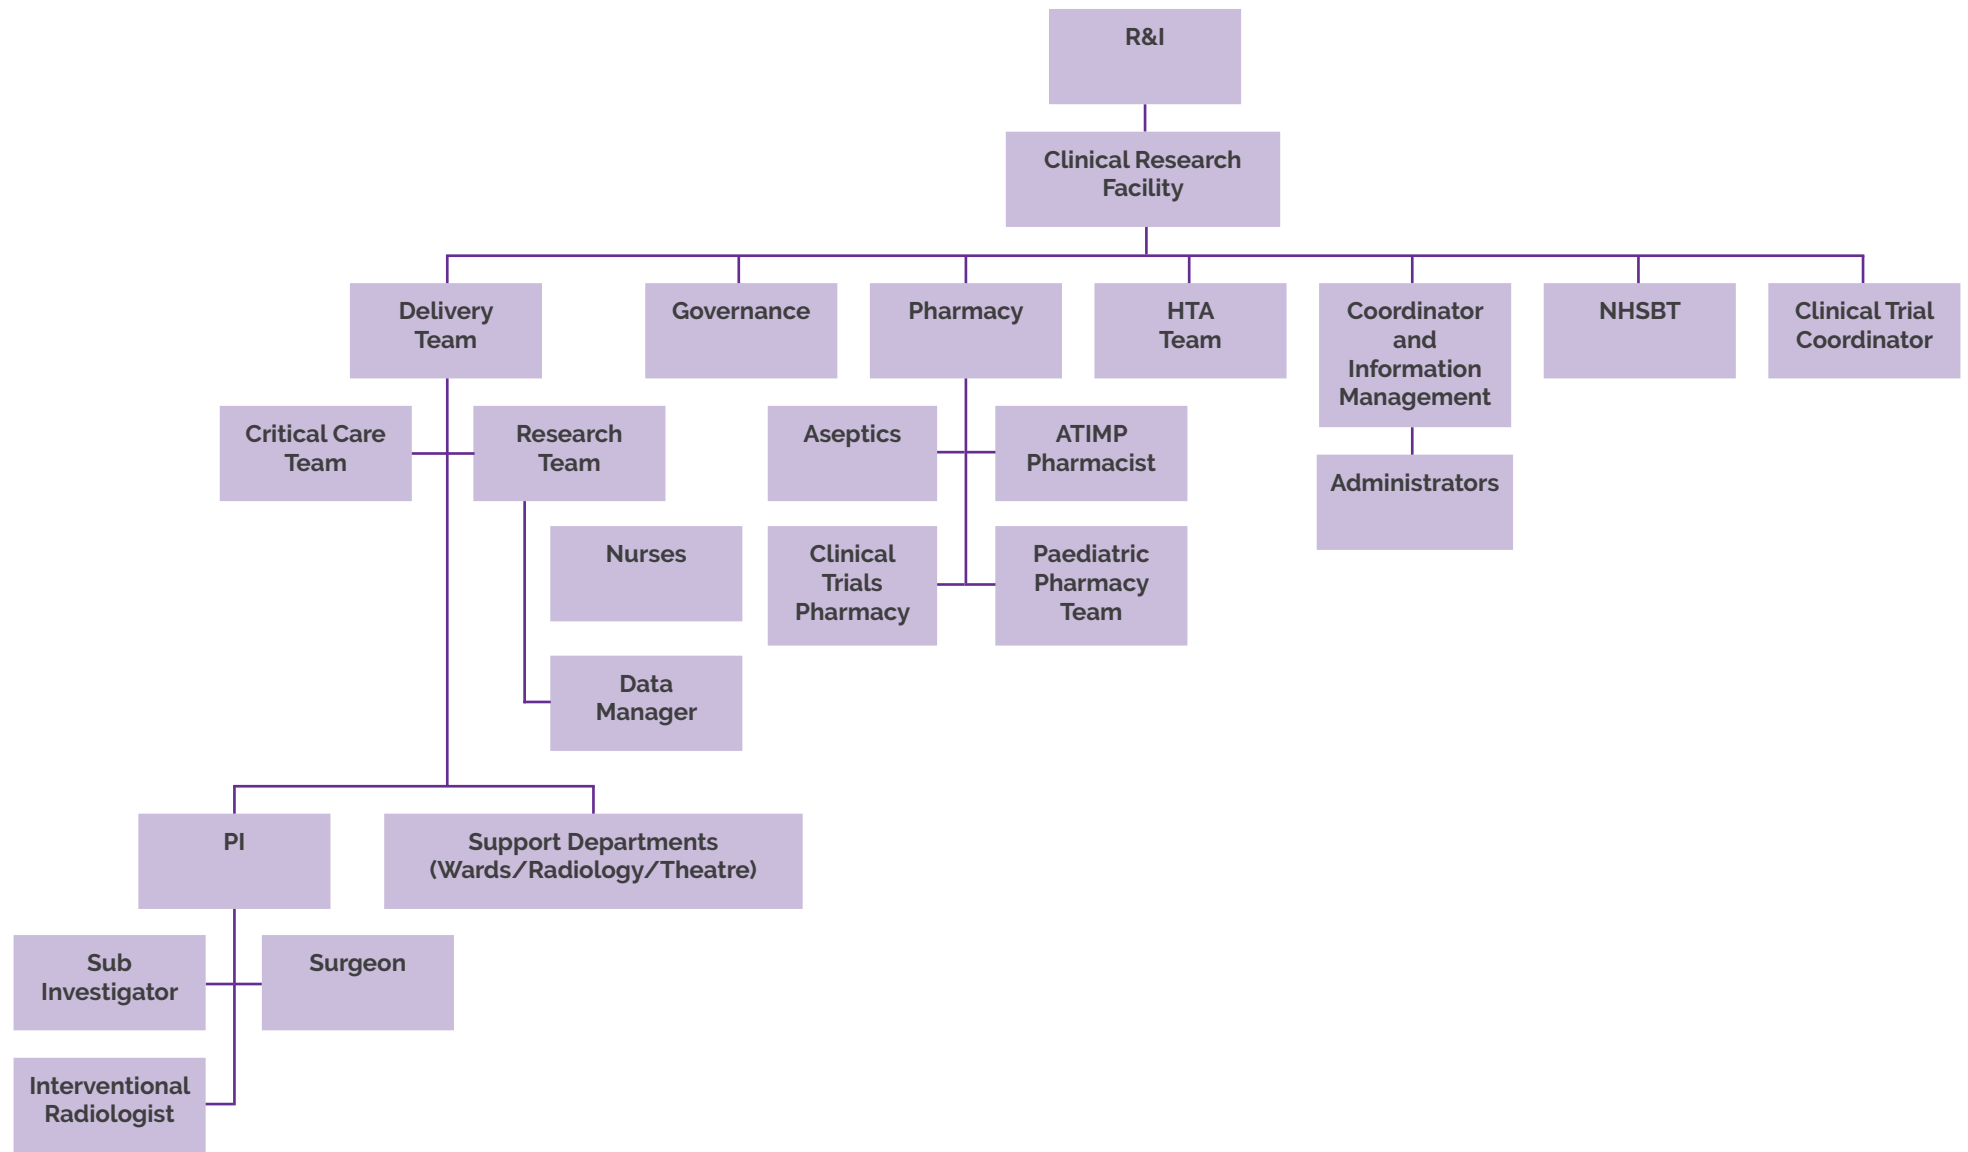 R&I
Clinical Research
Facility
Delivery
Team
Governance
Pharmacy
HTA
Team
Coordinator
and
Information
Management
NHSBT
Clinical Trial
Coordinator
Critical Care
Team
Research
Team
Aseptics
ATIMP
Pharmacist
Administrators
Nurses
Clinical
Trials
Pharmacy
Paediatric
Pharmacy
Team
Data
Manager
PI
Support Departments
(Wards/Radiology/Theatre)
Sub
Investigator
Surgeon
Interventional
Radiologist